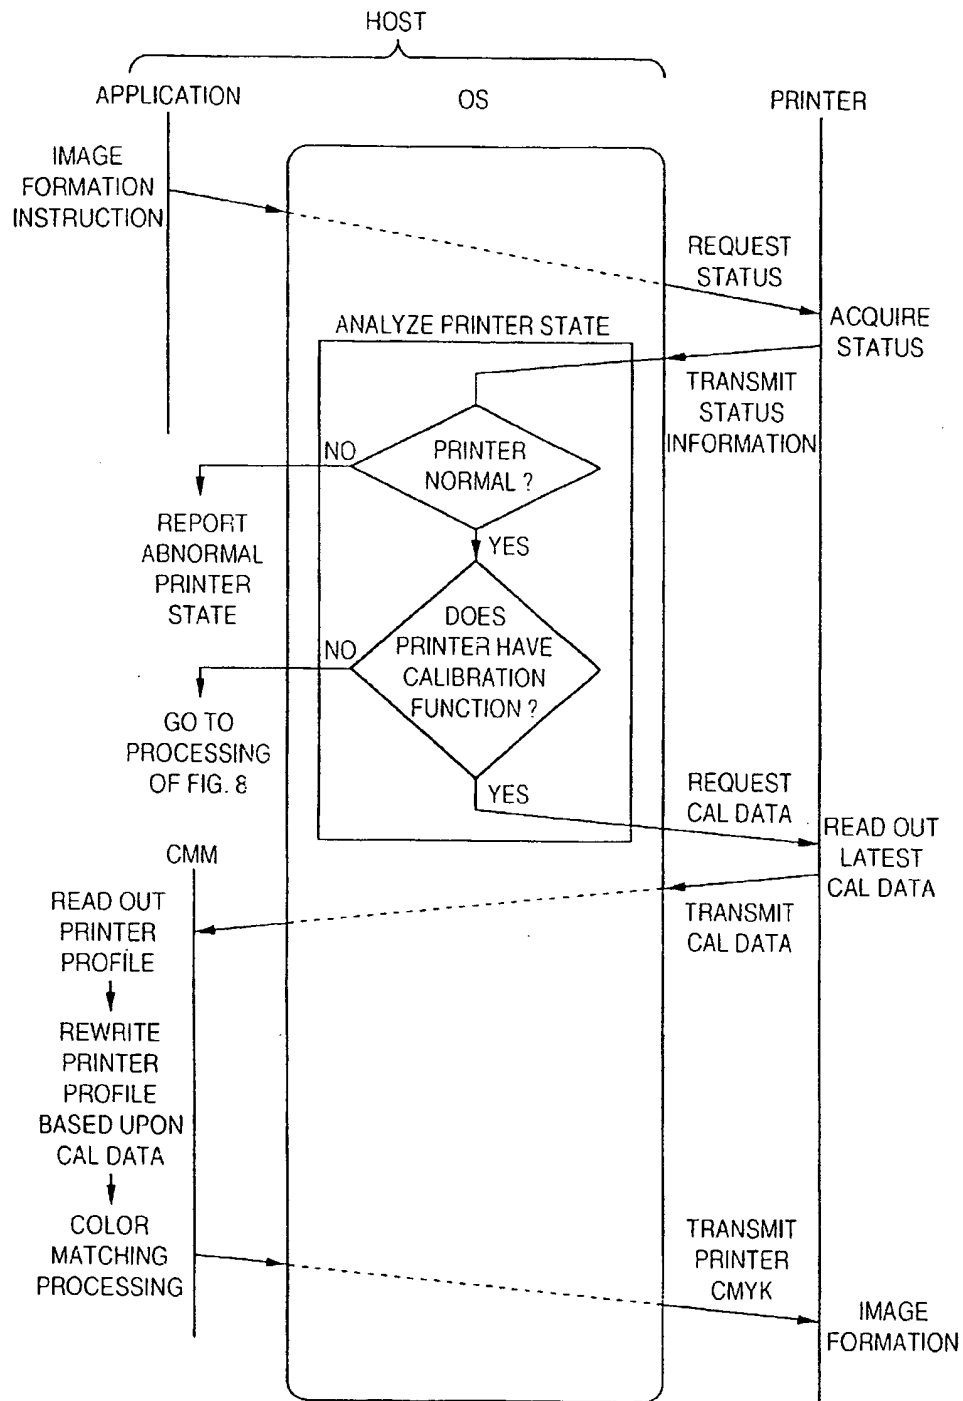 HOST
APPLICATION
OS
PRINTER
IMAGE
FORMATION
INSTRUCTION
REQUEST
STATUS
ACQUIRE
STATUS
ANALYZE PRINTER STATE
TRANSMIT
STATUS
INFORMATION
PRINTER
NORMAL ?
NO
REPORT
ABNORMAL
PRINTER
STATE
YES
DOES
PRINTER HAVE
CALIBRATION
FUNCTION ?
NO
GO TO
PROCESSING
OF FIG. 8
YES
REQUEST
CAL DATA
READ OUT
LATEST
CAL DATA
CMM
TRANSMIT
CAL DATA
READ OUT
PRINTER
PROFILE
REWRITE
PRINTER
PROFILE
BASED UPON
CAL DATA
COLOR
MATCHING
PROCESSING
TRANSMIT
PRINTER
CMYK
IMAGE
FORMATION